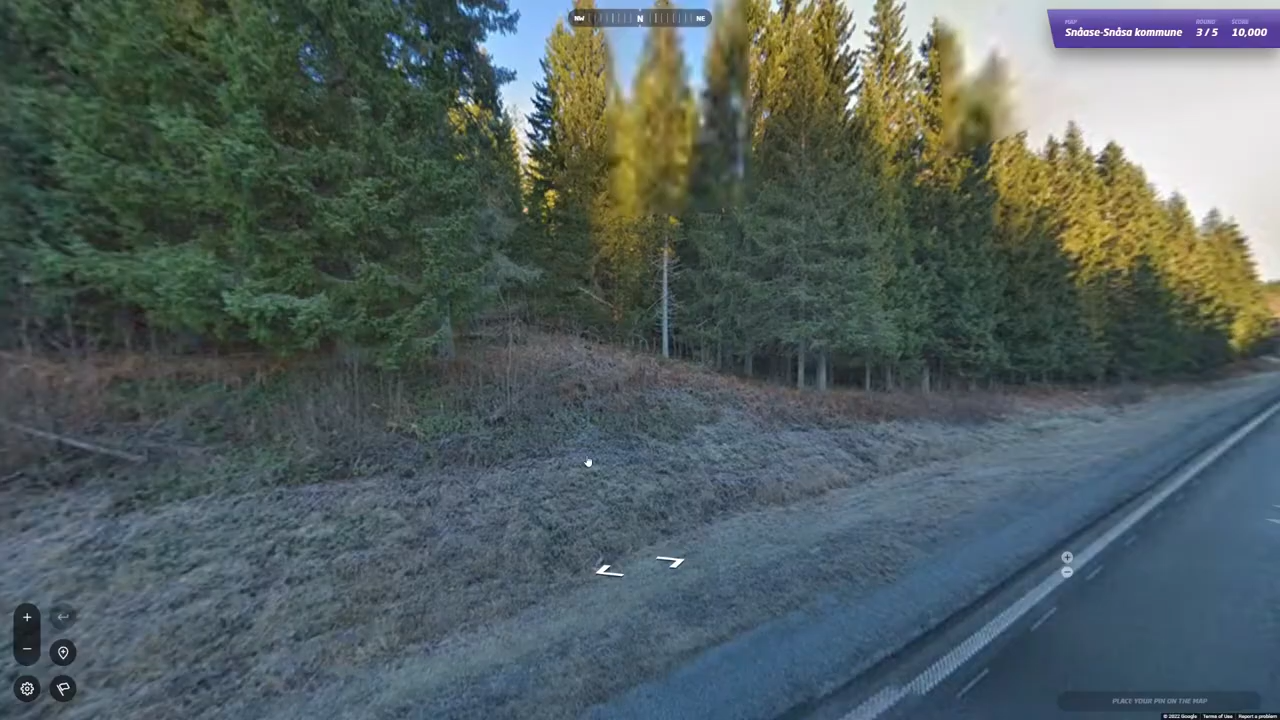 NW N NE
MAP ROUND SCORE
Snåase-Snåsa kommune 3 / 5 10,000
PLACE YOUR PIN ON THE MAP
© 2022 Google Terms of Use Report a problem